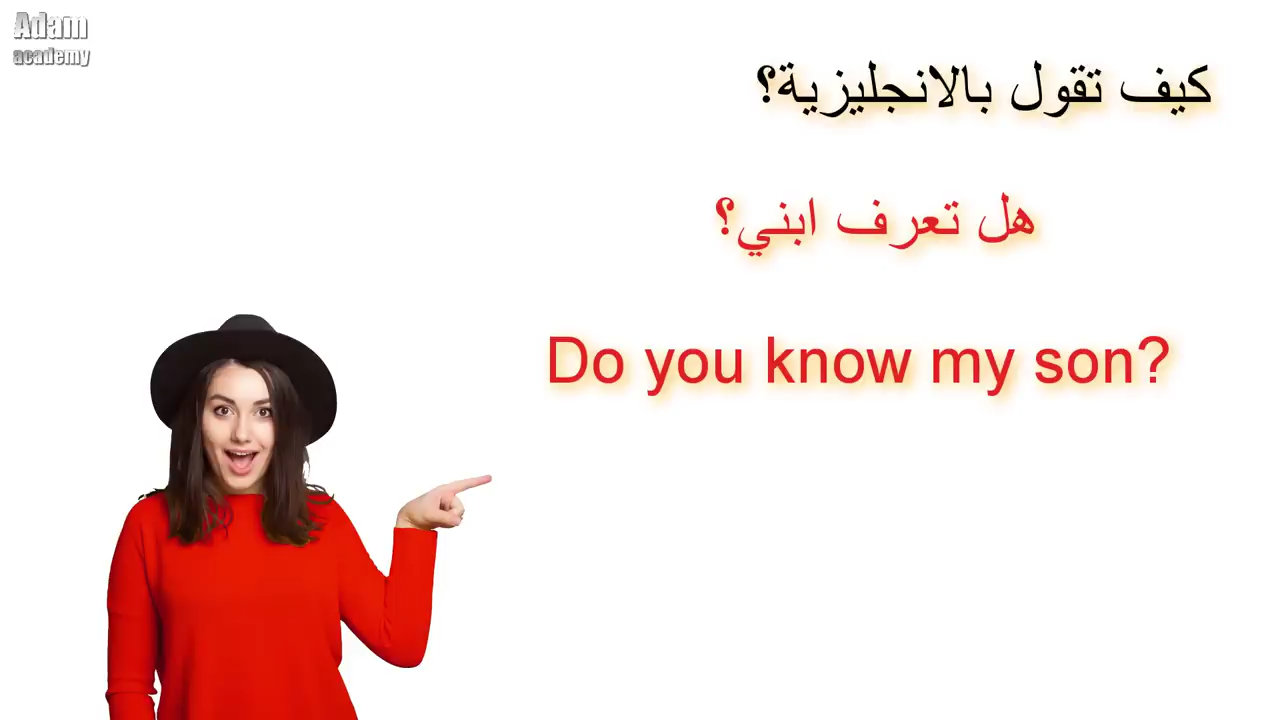 Adam
academy
كيف تقول بالانجليزية؟
هل تعرف ابني؟
Do you know my son?